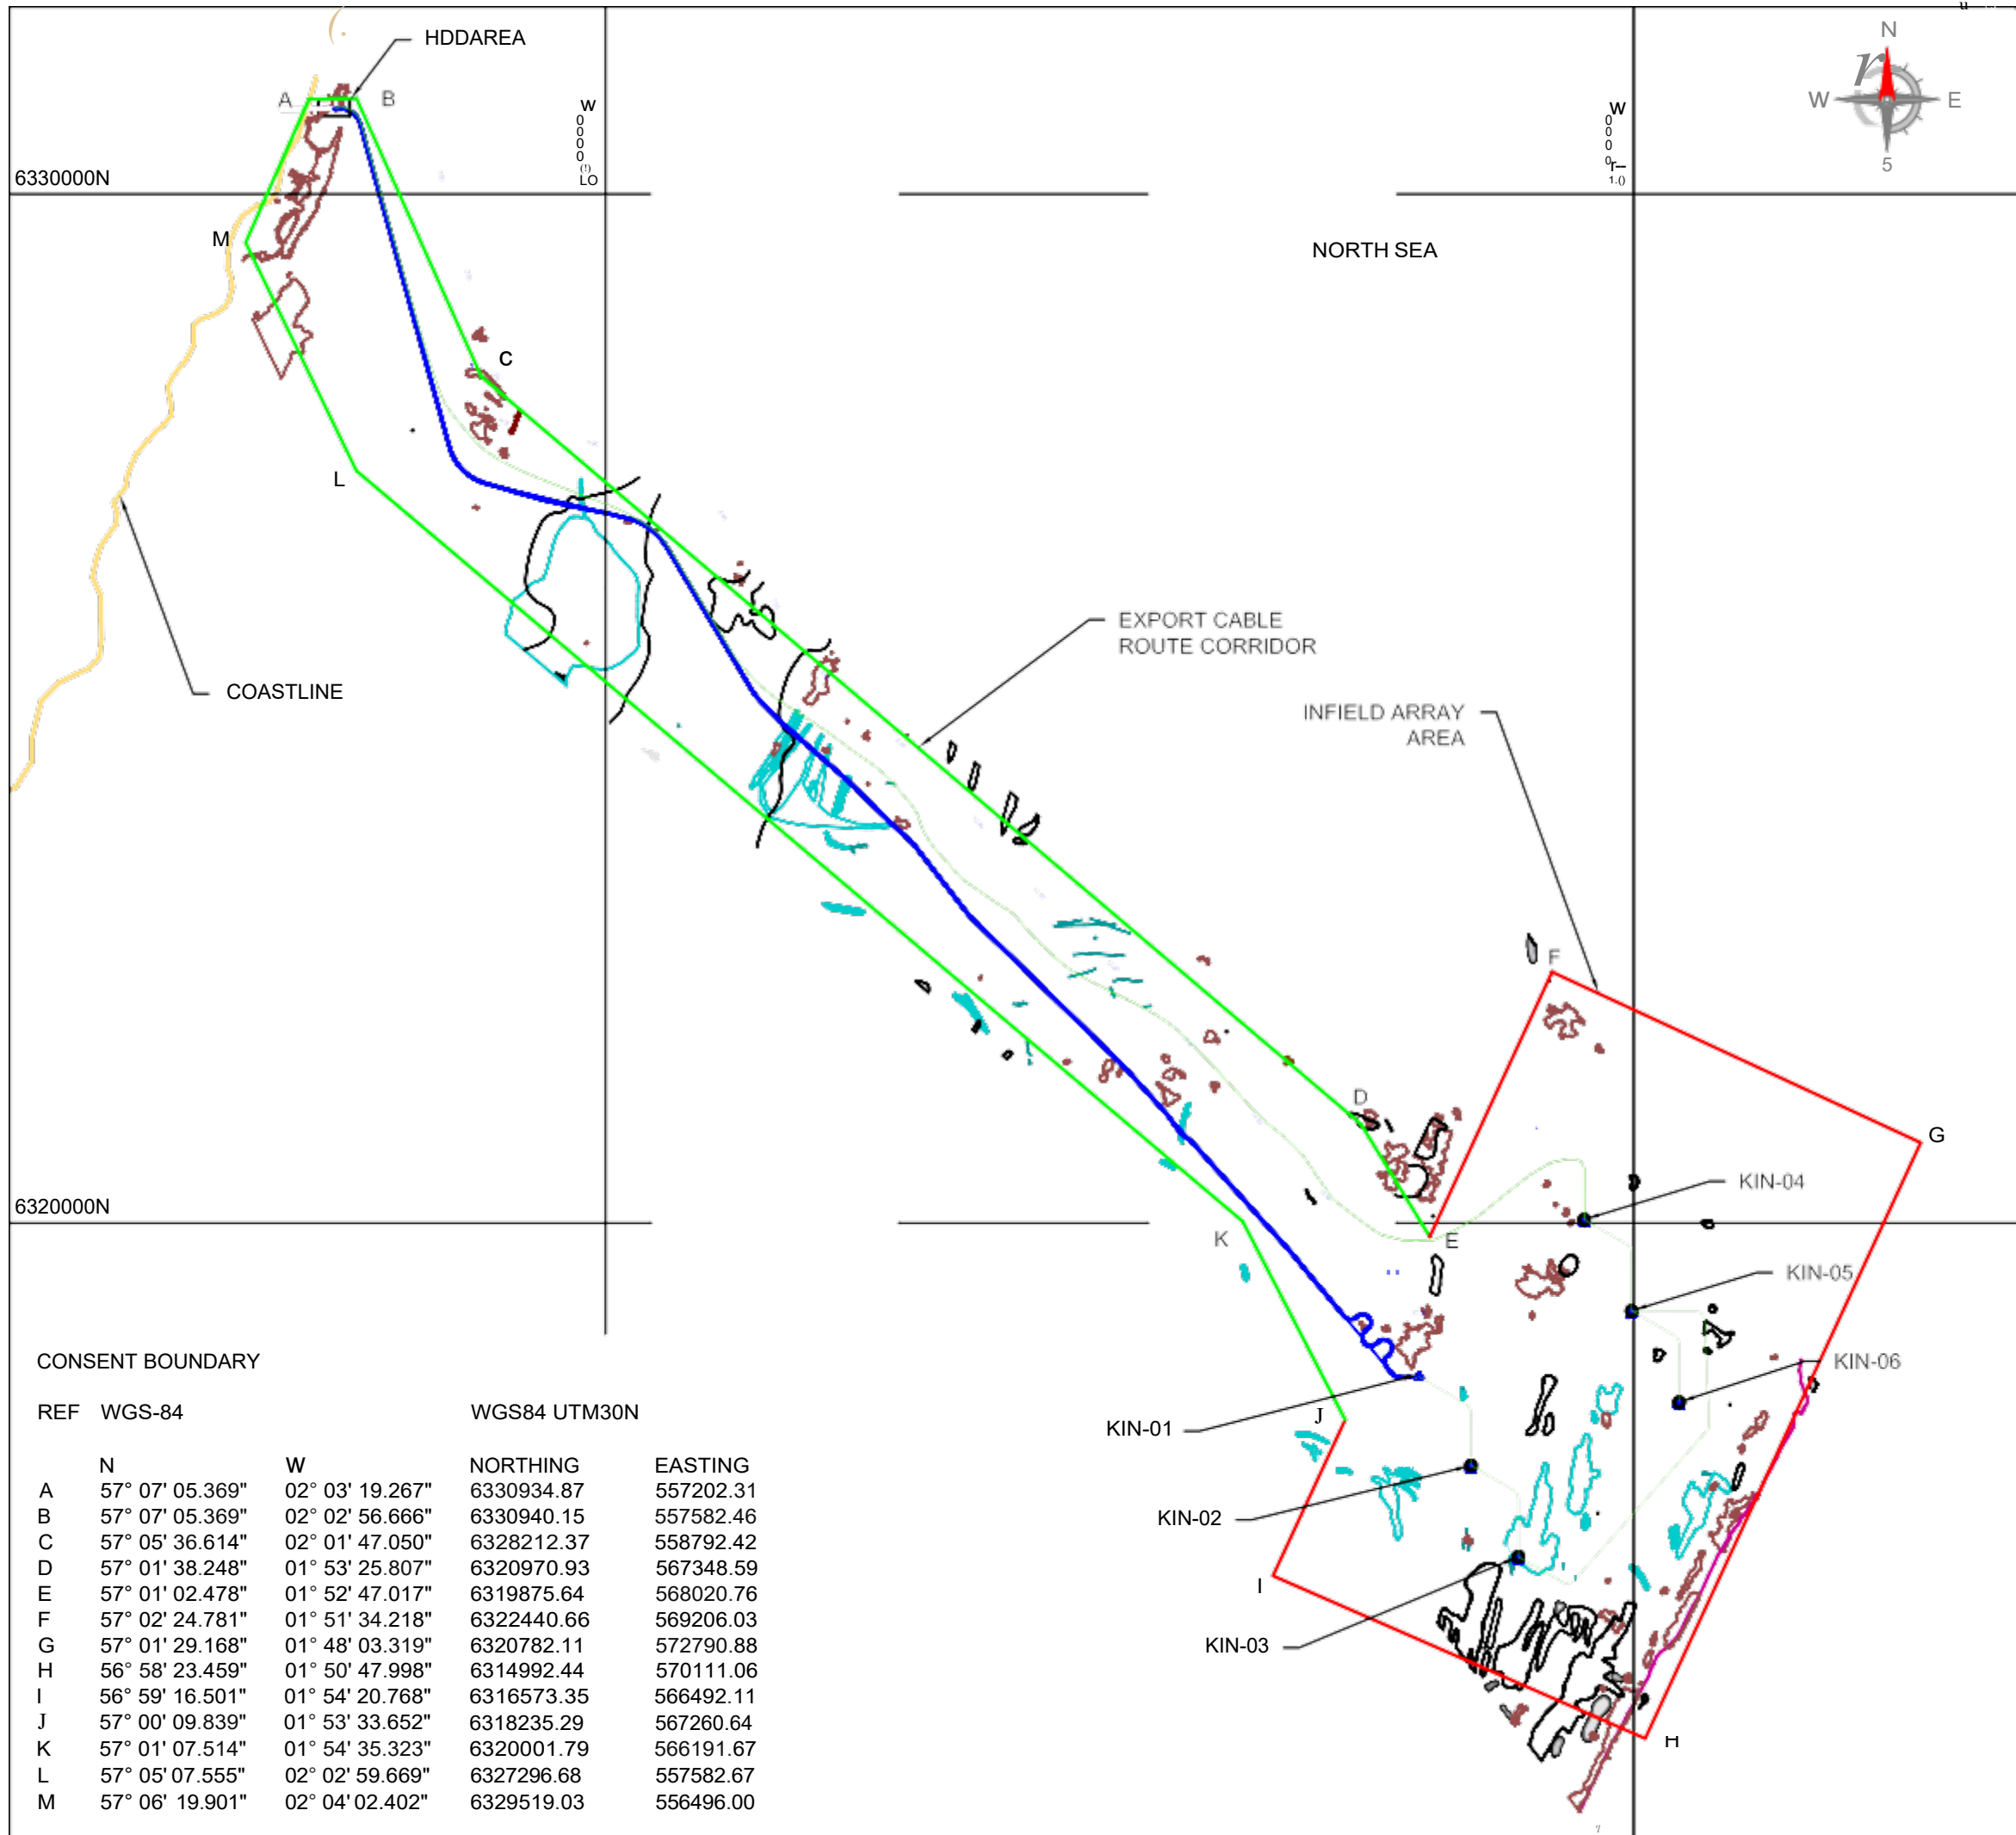 HDDAREA
A
B
N
W
E
5
6330000N
M
NORTH SEA
C
L
EXPORT CABLE
ROUTE CORRIDOR
COASTLINE
INFIELD ARRAY
AREA
F
D
G
KIN-04
6320000N
K
E
KIN-05
KIN-06
J
KIN-01
KIN-02
I
KIN-03
H
CONSENT BOUNDARY
REF WGS-84 WGS84 UTM30N
N W NORTHING EASTING
A 57° 07' 05.369" 02° 03' 19.267" 6330934.87 557202.31
B 57° 07' 05.369" 02° 02' 56.666" 6330940.15 557582.46
C 57° 05' 36.614" 02° 01' 47.050" 6328212.37 558792.42
D 57° 01' 38.248" 01° 53' 25.807" 6320970.93 567348.59
E 57° 01' 02.478" 01° 52' 47.017" 6319875.64 568020.76
F 57° 02' 24.781" 01° 51' 34.218" 6322440.66 569206.03
G 57° 01' 29.168" 01° 48' 03.319" 6320782.11 572790.88
H 56° 58' 23.459" 01° 50' 47.998" 6314992.44 570111.06
I 56° 59' 16.501" 01° 54' 20.768" 6316573.35 566492.11
J 57° 00' 09.839" 01° 53' 33.652" 6318235.29 567260.64
K 57° 01' 07.514" 01° 54' 35.323" 6320001.79 566191.67
L 57° 05' 07.555" 02° 02' 59.669" 6327296.68 557582.67
M 57° 06' 19.901" 02° 04' 02.402" 6329519.03 556496.00